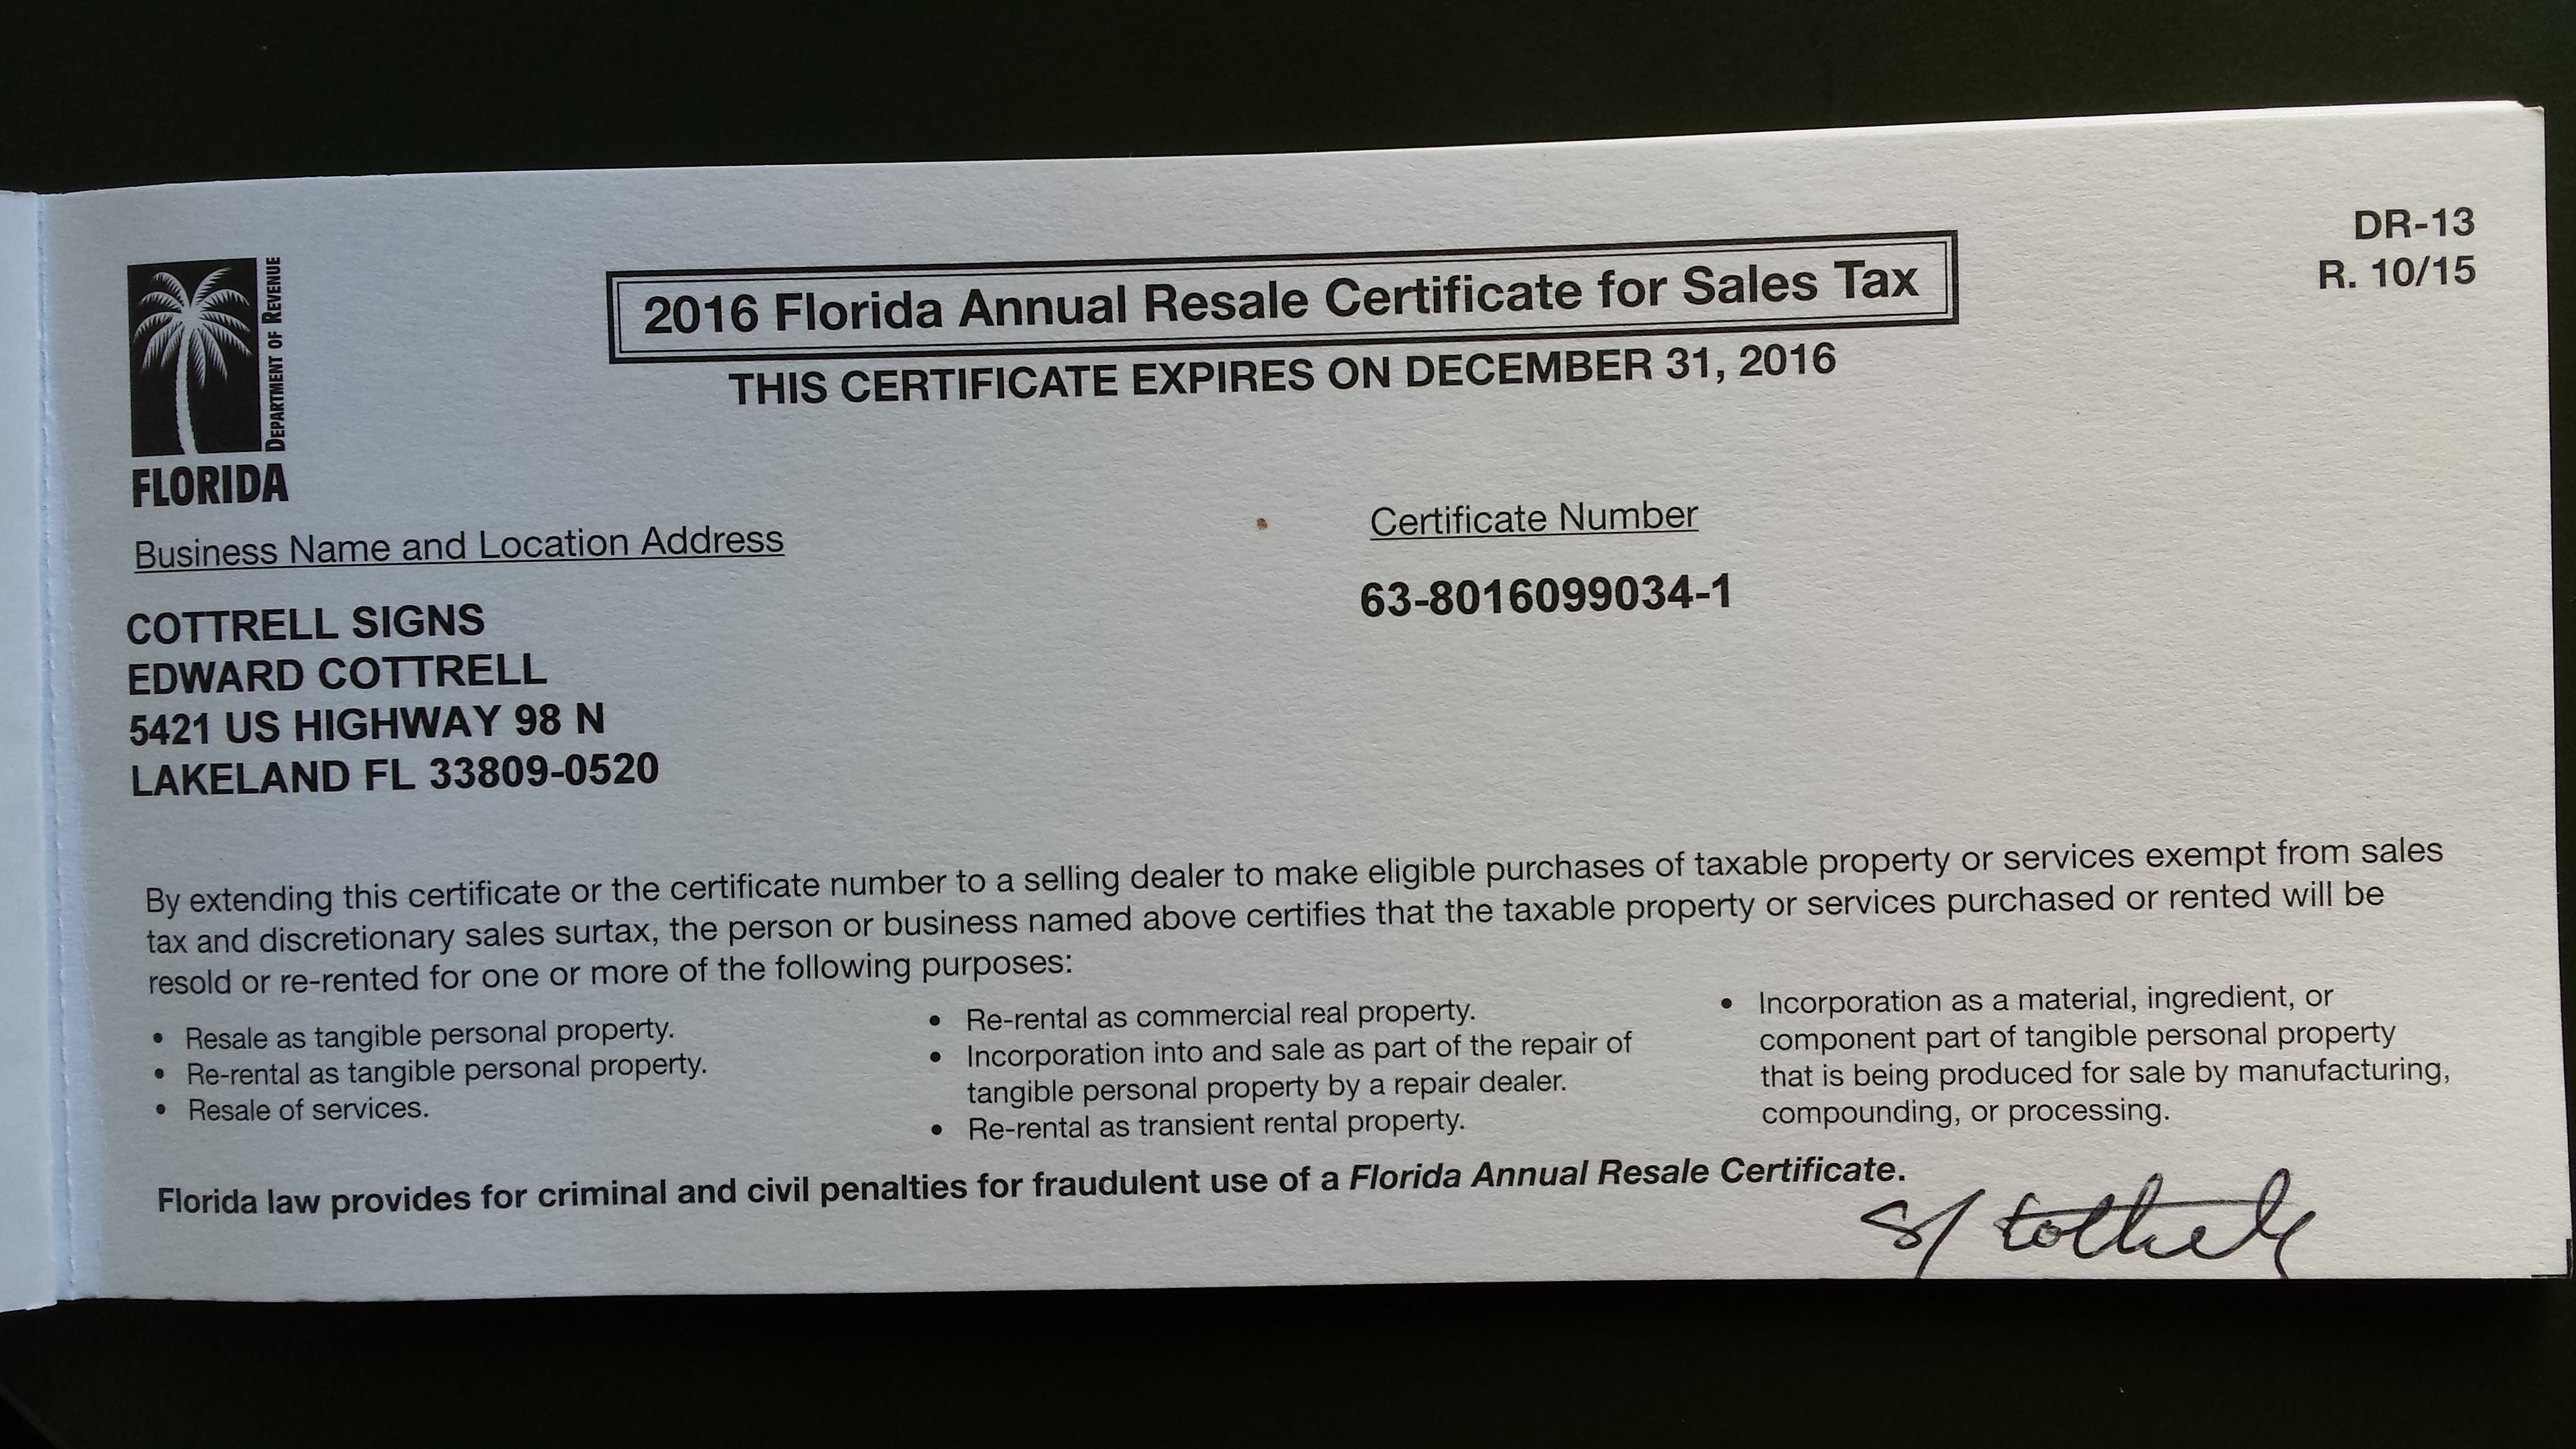 DR-13
R. 10/15
2016 Florida Annual Resale Certificate for Sales Tax
THIS CERTIFICATE EXPIRES ON DECEMBER 31, 2016
DEPARTMENT OF REVENUE
FLORIDA
Business Name and Location Address
Certificate Number
COTTRELL SIGNS
EDWARD COTTRELL
5421 US HIGHWAY 98 N
LAKELAND FL 33809-0520
63-8016099034-1
By extending this certificate or the certificate number to a selling dealer to make eligible purchases of taxable property or services exempt from sales
tax and discretionary sales surtax, the person or business named above certifies that the taxable property or services purchased or rented will be
resold or re-rented for one or more of the following purposes:
• Resale as tangible personal property.
• Re-rental as tangible personal property.
• Resale of services.
• Re-rental as commercial real property.
• Incorporation into and sale as part of the repair of
tangible personal property by a repair dealer.
• Re-rental as transient rental property.
• Incorporation as a material, ingredient, or
component part of tangible personal property
that is being produced for sale by manufacturing,
compounding, or processing.
Florida law provides for criminal and civil penalties for fraudulent use of a Florida Annual Resale Certificate.